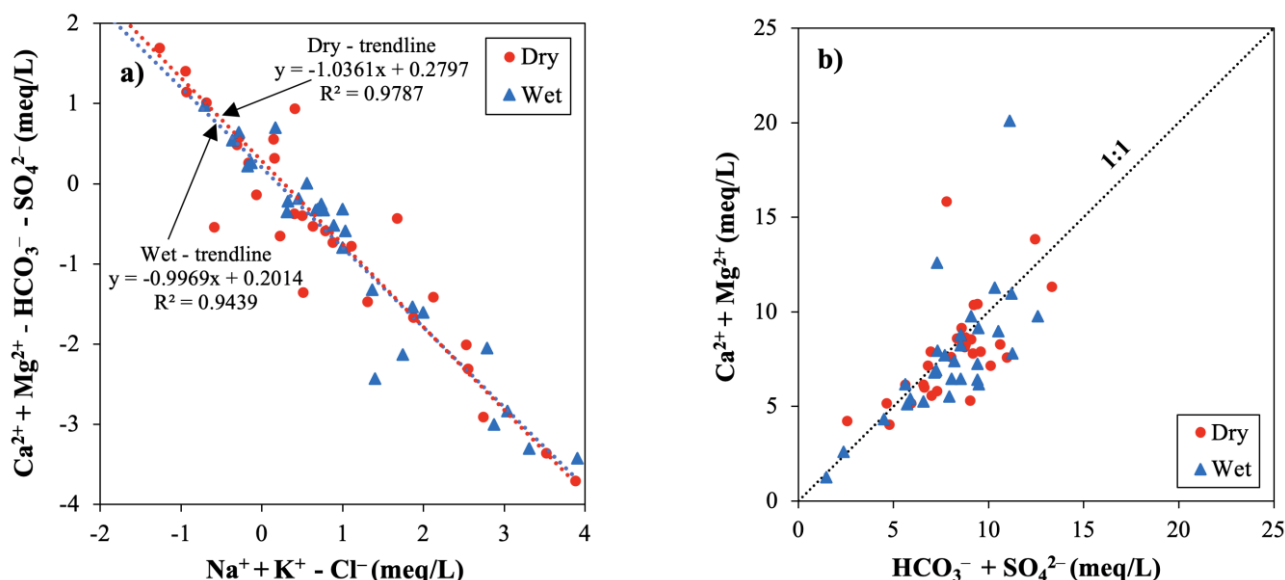 a)
Ca²⁺ + Mg²⁺ - HCO₃⁻ - SO₄²⁻ (meq/L)
2
1
0
-1
-2
-3
-4
Dry - trendline
y = -1.0361x + 0.2797
R² = 0.9787
Dry
Wet
Wet - trendline
y = -0.9969x + 0.2014
R² = 0.9439
-2
-1
0
1
2
3
4
Na⁺ + K⁺ - Cl⁻ (meq/L)
b)
Ca²⁺ + Mg²⁺ (meq/L)
25
20
15
10
5
0
1:1
Dry
Wet
0
5
10
15
20
25
HCO₃⁻ + SO₄²⁻ (meq/L)